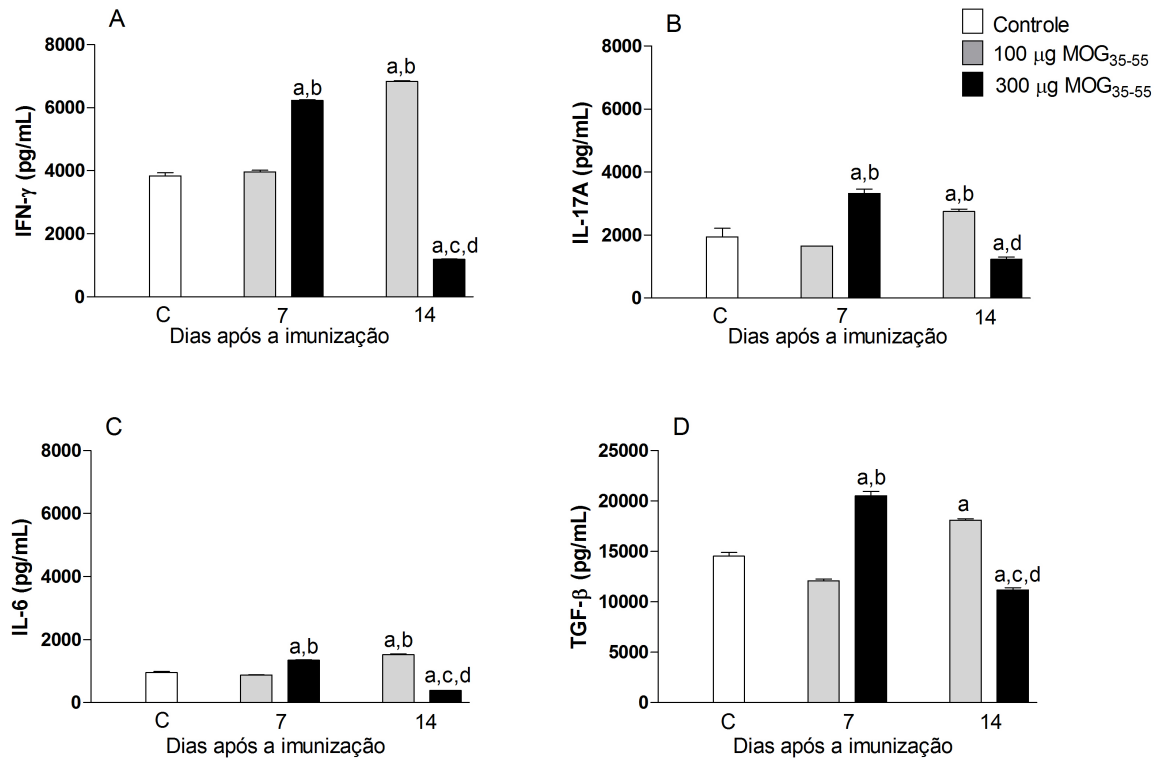 A
8000
6000
4000
2000
0
IFN-γ (pg/mL)
a,b
a,b
a,c,d
C
7
14
Dias após a imunização
B
8000
6000
4000
2000
0
IL-17A (pg/mL)
a,b
a,b
a,d
C
7
14
Dias após a imunização
Controle
100 μg MOG35-55
300 μg MOG35-55
C
8000
6000
4000
2000
0
IL-6 (pg/mL)
a,b
a,b
a,c,d
C
7
14
Dias após a imunização
D
25000
20000
15000
10000
5000
0
TGF-β (pg/mL)
a,b
a
a,c,d
C
7
14
Dias após a imunização